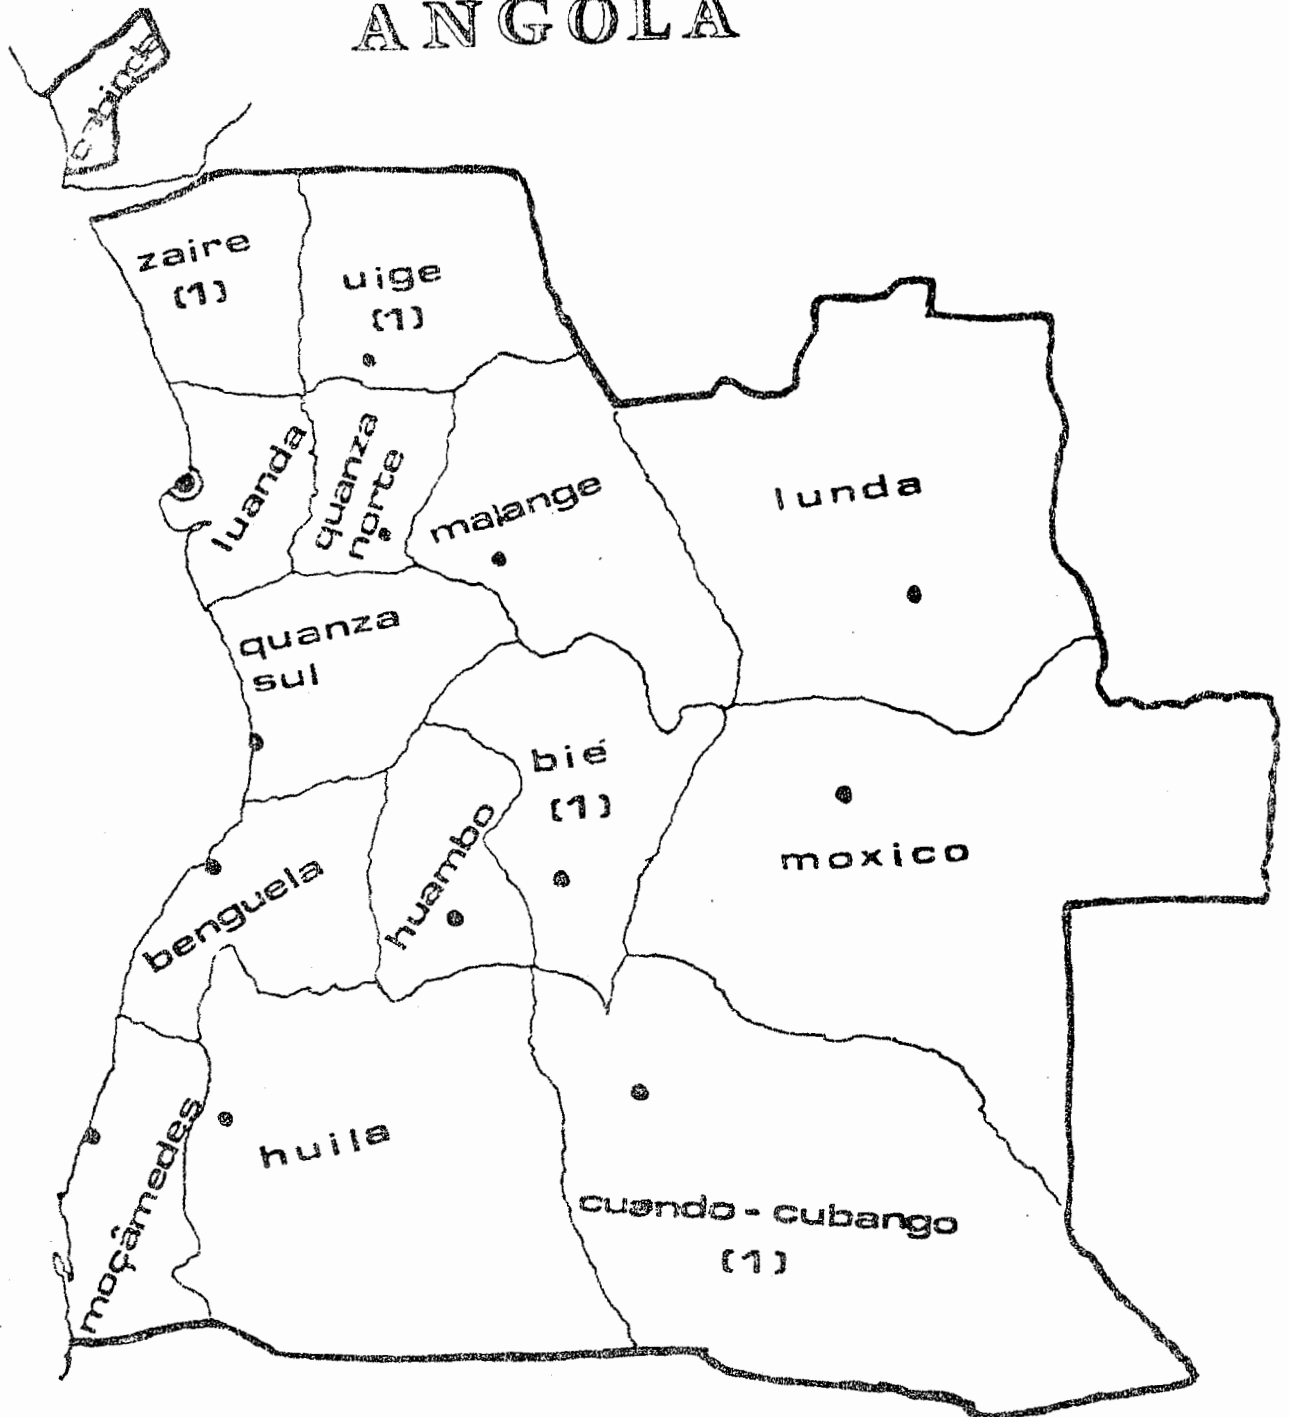 ANGOLA
cabinda
zaire
(1)
uige
(1)
luanda
quanza
norte
malange
lunda
quanza
sul
bié
(1)
huambo
benguela
moxico
moçâmedes
huila
cuando-cubango
(1)